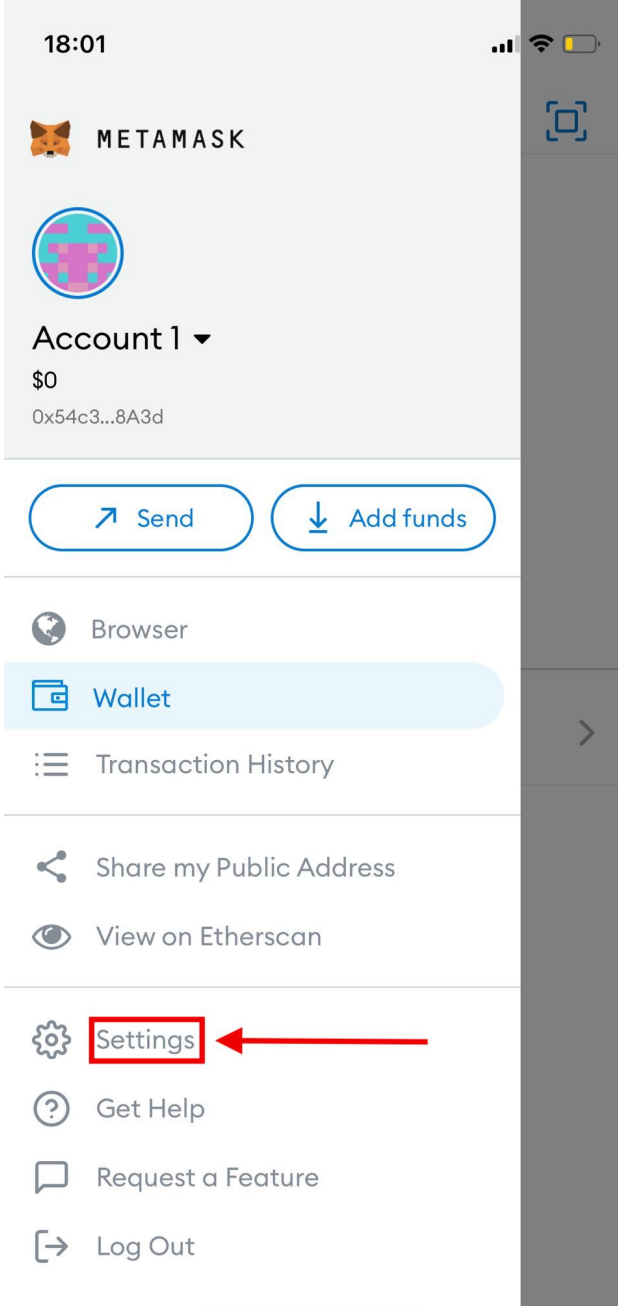 18:01
METAMASK
Account 1
$0
0x54c3...8A3d
Send
Add funds
Browser
Wallet
Transaction History
Share my Public Address
View on Etherscan
Settings
Get Help
Request a Feature
Log Out